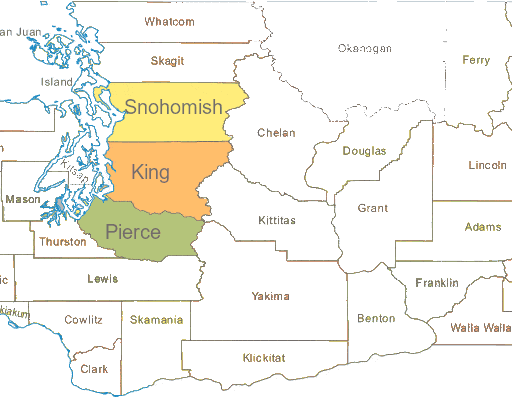 Whatcom
an Juan
Okanogan
Skagit
Ferry
Island
Snohomish
Chelan
Douglas
Lincoln
King
Kitsap
Mason
Grant
Kittitas
Adams
Pierce
Thurston
Lewis
ic
Franklin
Yakima
kiakum
Cowlitz
Skamania
Benton
Walla Walla
Klickitat
Clark